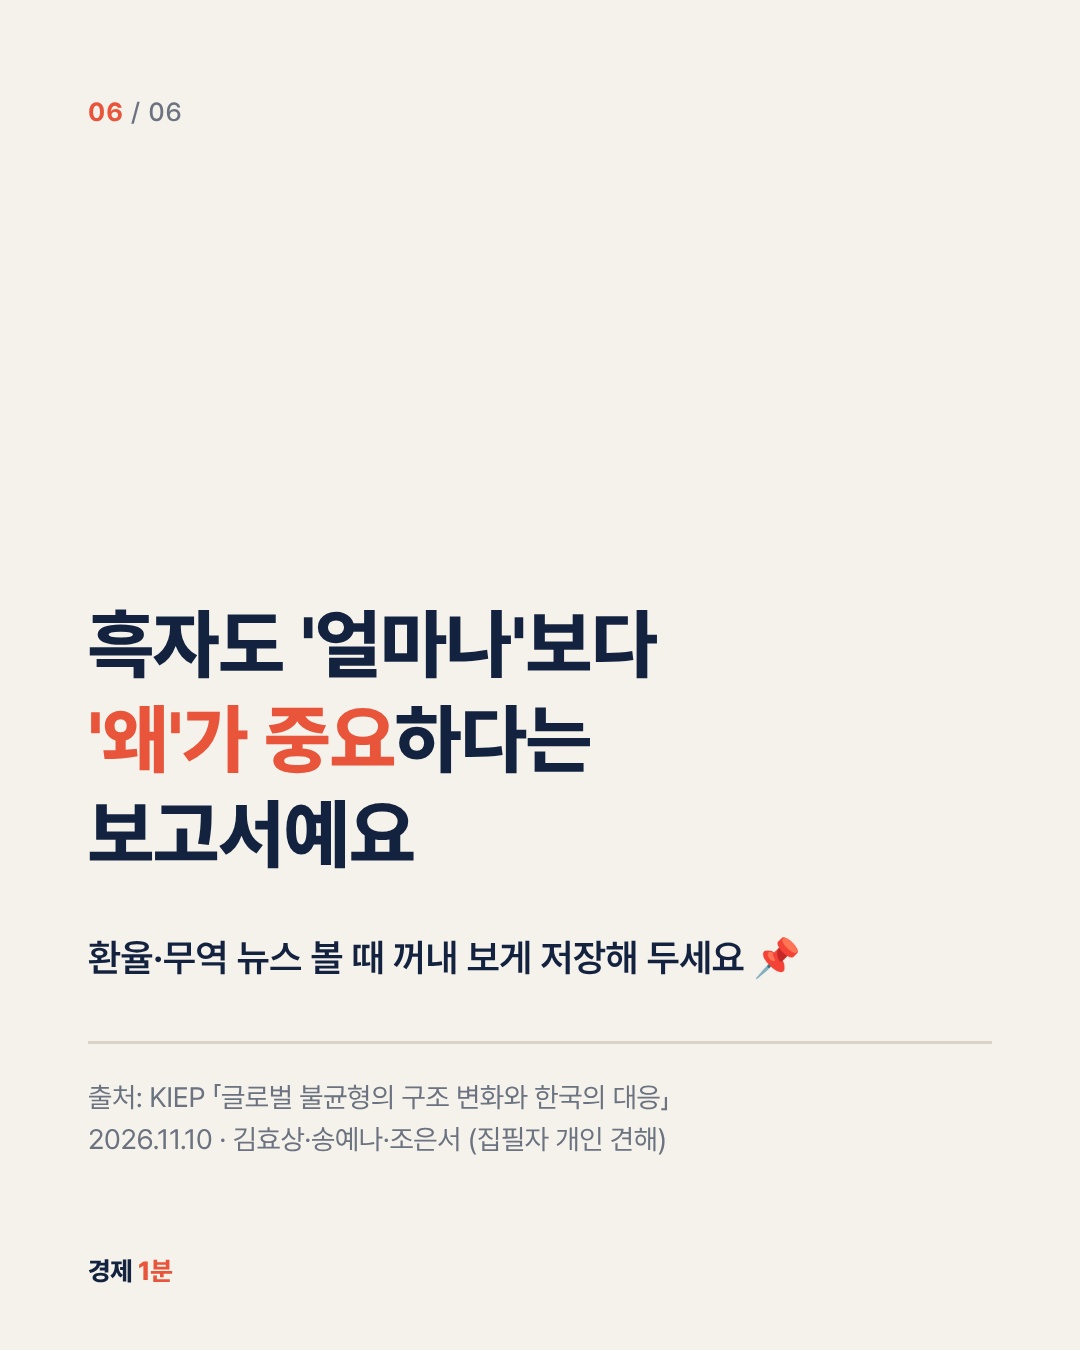 06 / 06
흑자도 '얼마나'보다
'왜'가 중요하다는
보고서예요
환율·무역 뉴스 볼 때 꺼내 보게 저장해 두세요 📌
출처: KIEP 「글로벌 불균형의 구조 변화와 한국의 대응」
2026.11.10 · 김효상·송예나·조은서 (집필자 개인 견해)
경제 1분